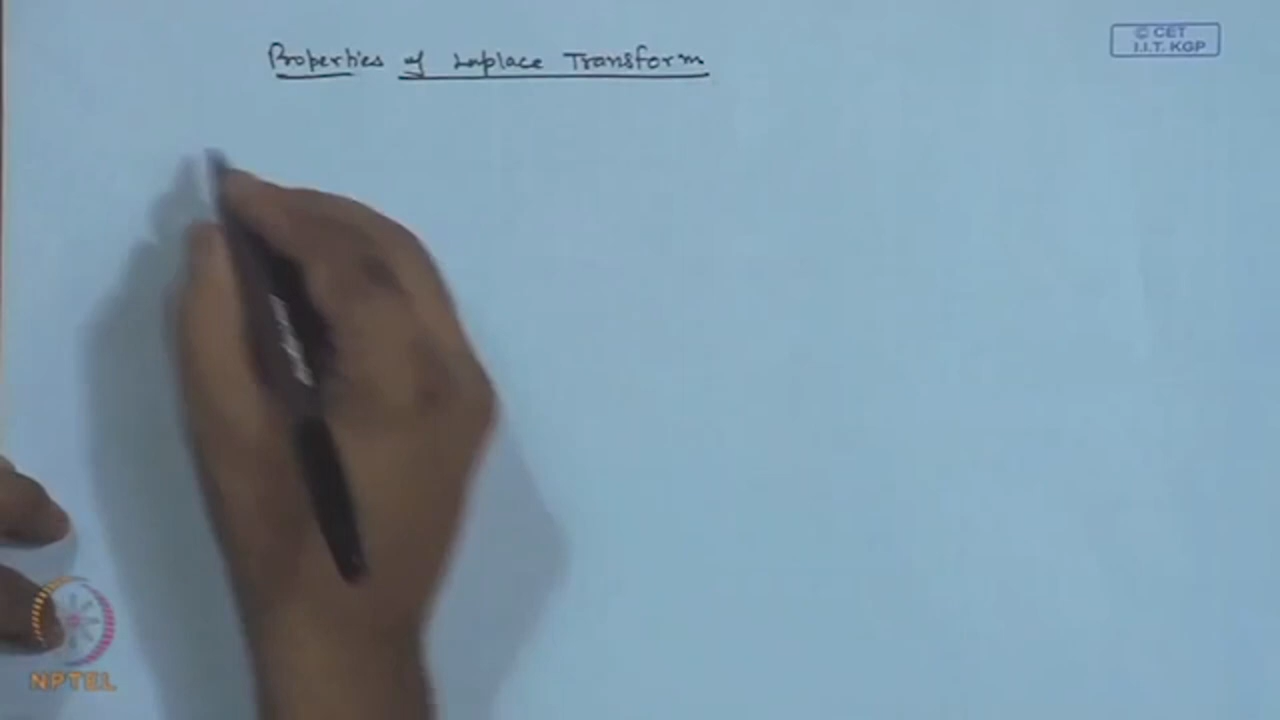 Properties of Laplace Transform
© CET
I.I.T. KGP
NPTEL